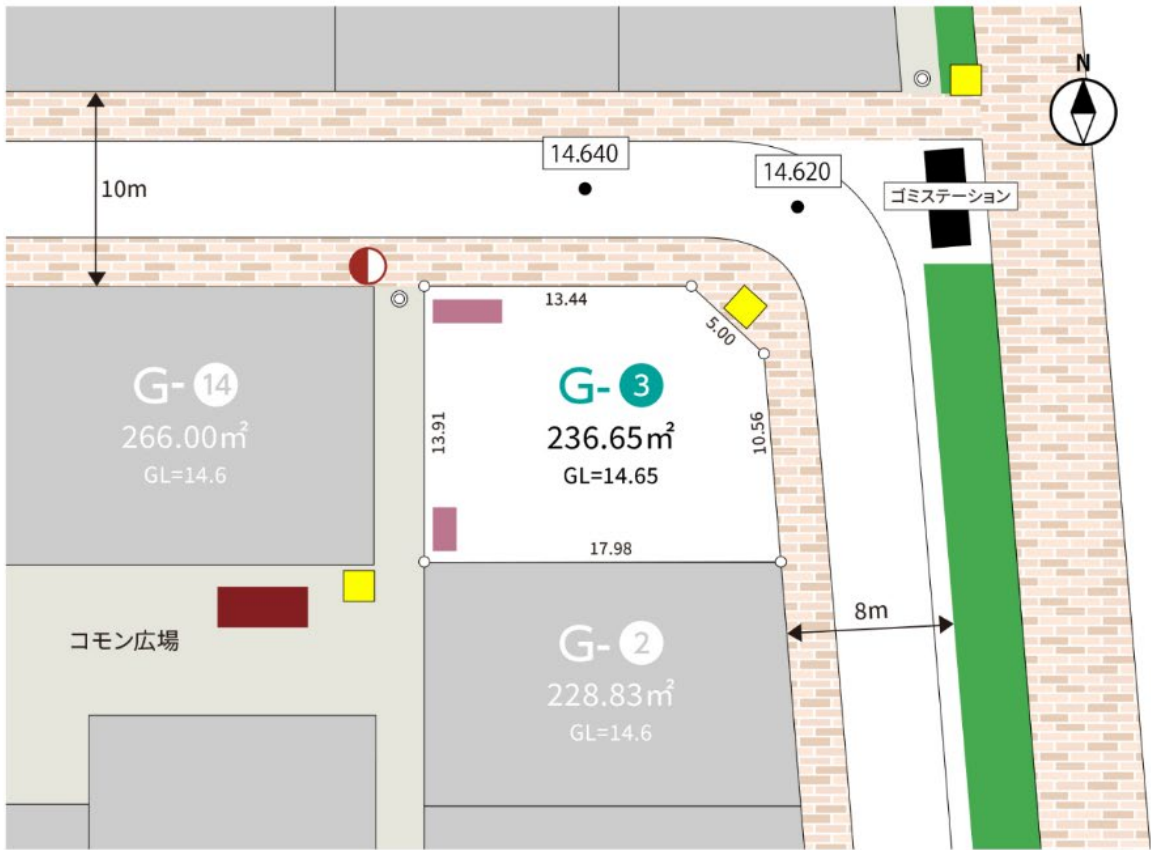 N
14.640
14.620
ゴミステーション
10m
13.44
5.00
G- 14
266.00㎡
GL=14.6
G- 3
236.65㎡
GL=14.65
13.91
10.56
17.98
8m
コモン広場
G- 2
228.83㎡
GL=14.6